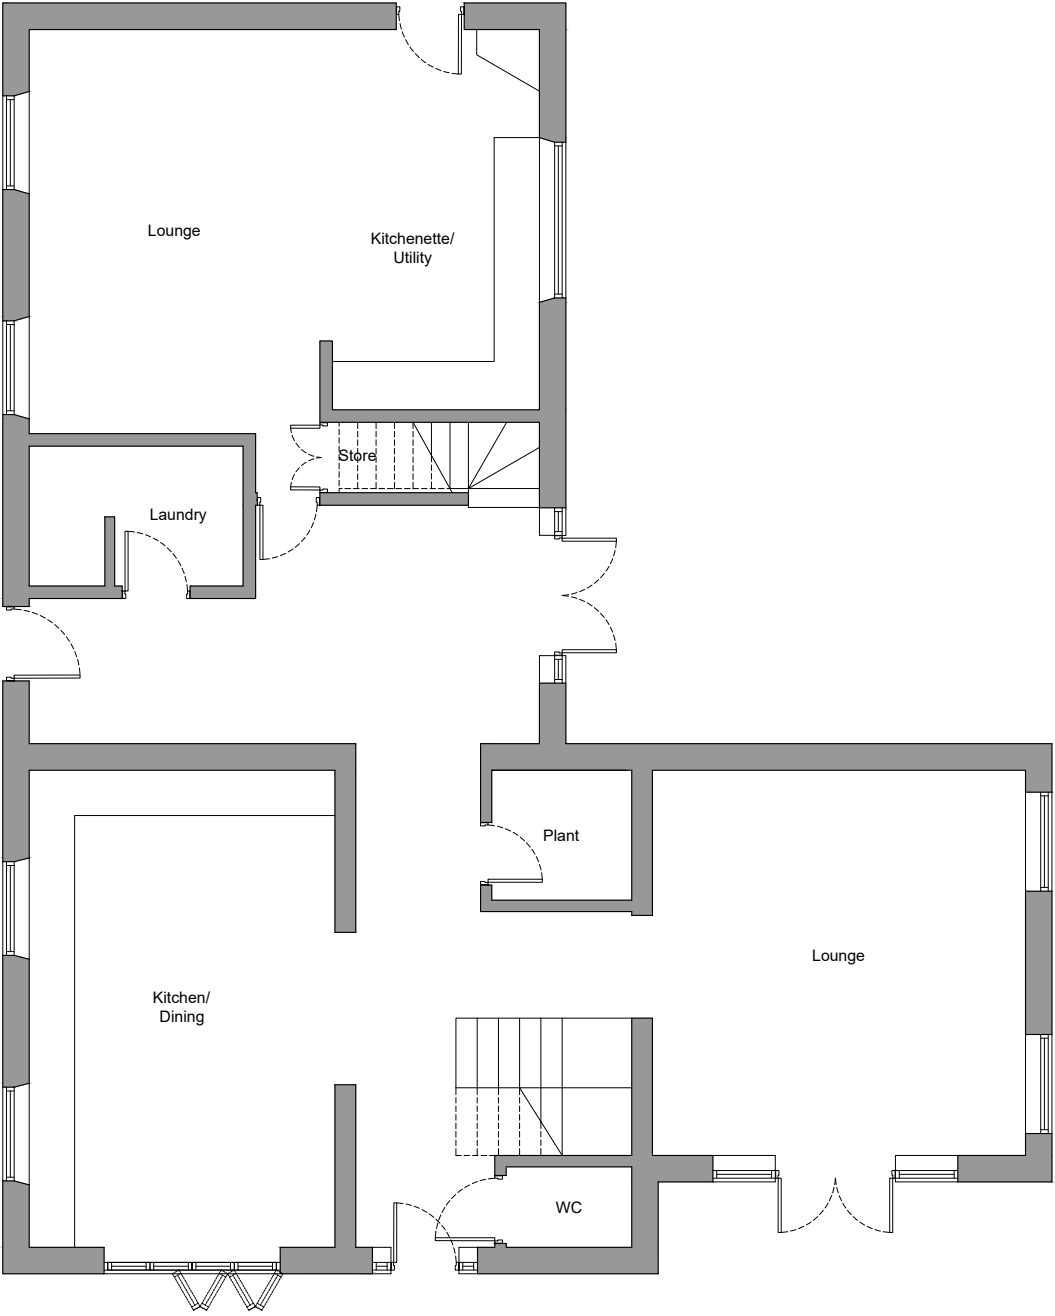 Lounge
Kitchenette/
Utility
Store
Laundry
Plant
Lounge
Kitchen/
Dining
WC